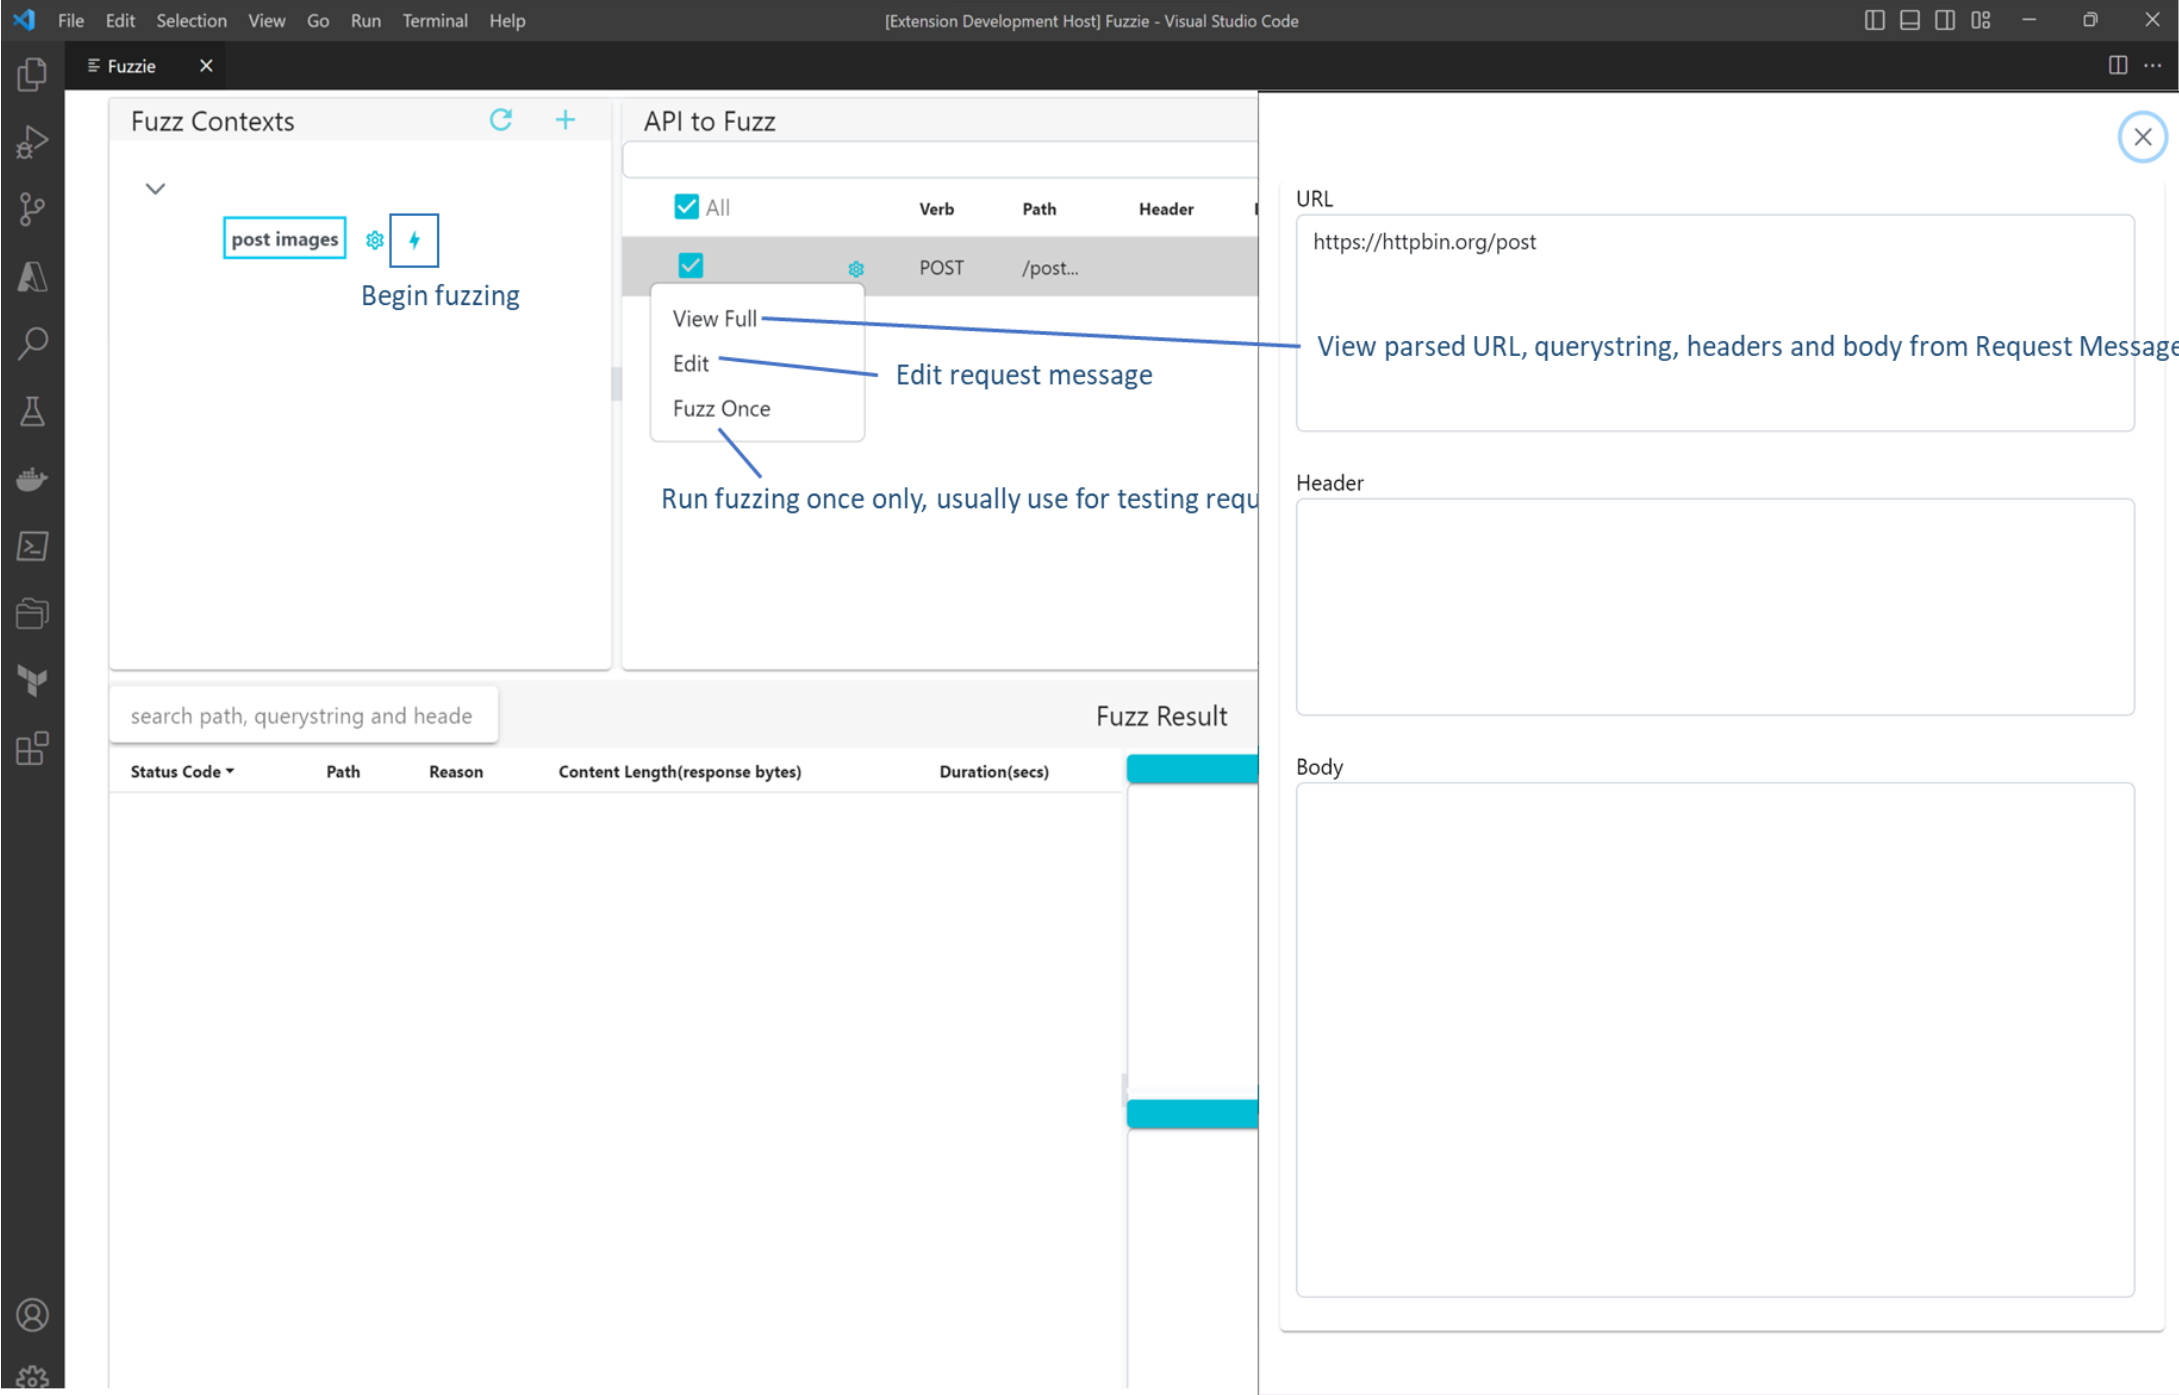 File Edit Selection View Go Run Terminal Help
[Extension Development Host] Fuzzie - Visual Studio Code
Fuzzie
Fuzz Contexts
post images
Begin fuzzing
API to Fuzz
All Verb Path Header
POST /post...
View Full
Edit
Fuzz Once
Edit request message
Run fuzzing once only, usually use for testing requ
URL
https://httpbin.org/post
View parsed URL, querystring, headers and body from Request Message
Header
Body
search path, querystring and heade
Fuzz Result
Status Code Path Reason Content Length(response bytes) Duration(secs)